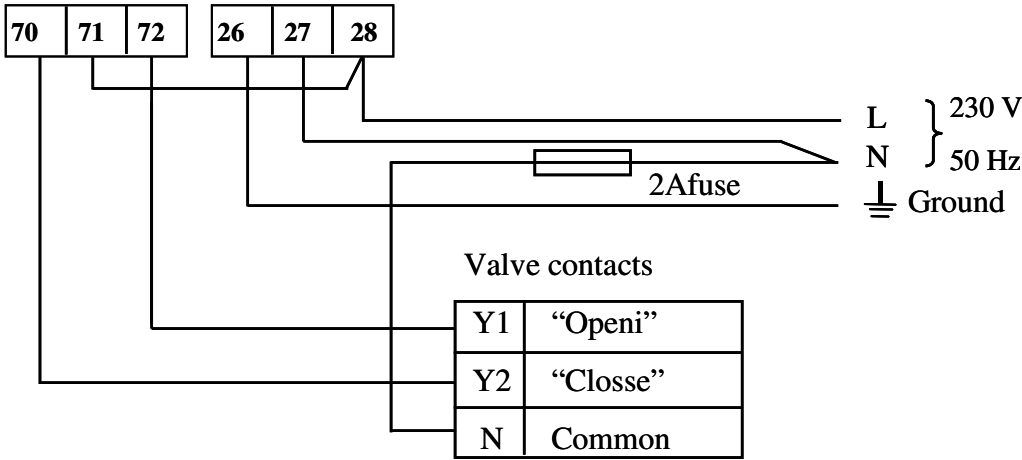 70 71 72 26 27 28
L 230 V
N 50 Hz
2Afuse
Ground
Valve contacts
Y1 “Openi”
Y2 “Closse”
N Common